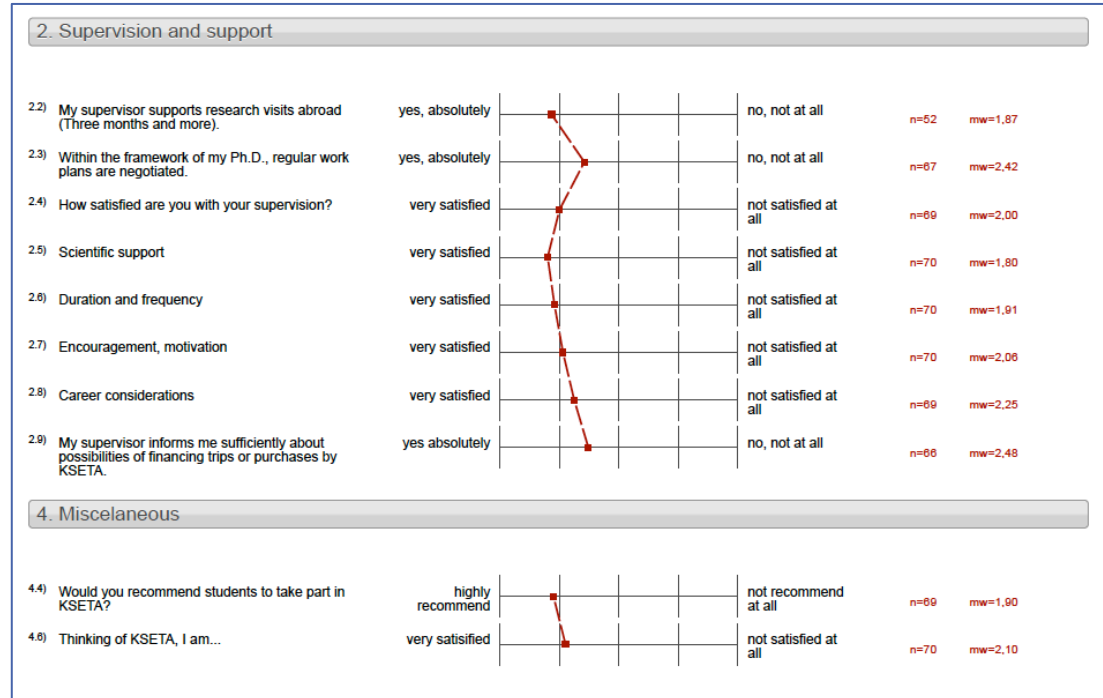 2. Supervision and support
2.2) My supervisor supports research visits abroad yes, absolutely no, not at all
(Three months and more). n=52 mw=1,87
2.3) Within the framework of my Ph.D., regular work yes, absolutely no, not at all
plans are negotiated. n=67 mw=2,42
2.4) How satisfied are you with your supervision? very satisfied not satisfied at
all n=69 mw=2,00
2.5) Scientific support very satisfied not satisfied at
all n=70 mw=1,80
2.6) Duration and frequency very satisfied not satisfied at
all n=70 mw=1,91
2.7) Encouragement, motivation very satisfied not satisfied at
all n=70 mw=2,06
2.8) Career considerations very satisfied not satisfied at
all n=69 mw=2,25
2.9) My supervisor informs me sufficiently about yes absolutely no, not at all
possibilities of financing trips or purchases by n=66 mw=2,48
KSETA.
4. Miscelaneous
4.4) Would you recommend students to take part in highly not recommend
KSETA? recommend at all n=69 mw=1,90
4.6) Thinking of KSETA, I am... very satisified not satisfied at
all n=70 mw=2,10